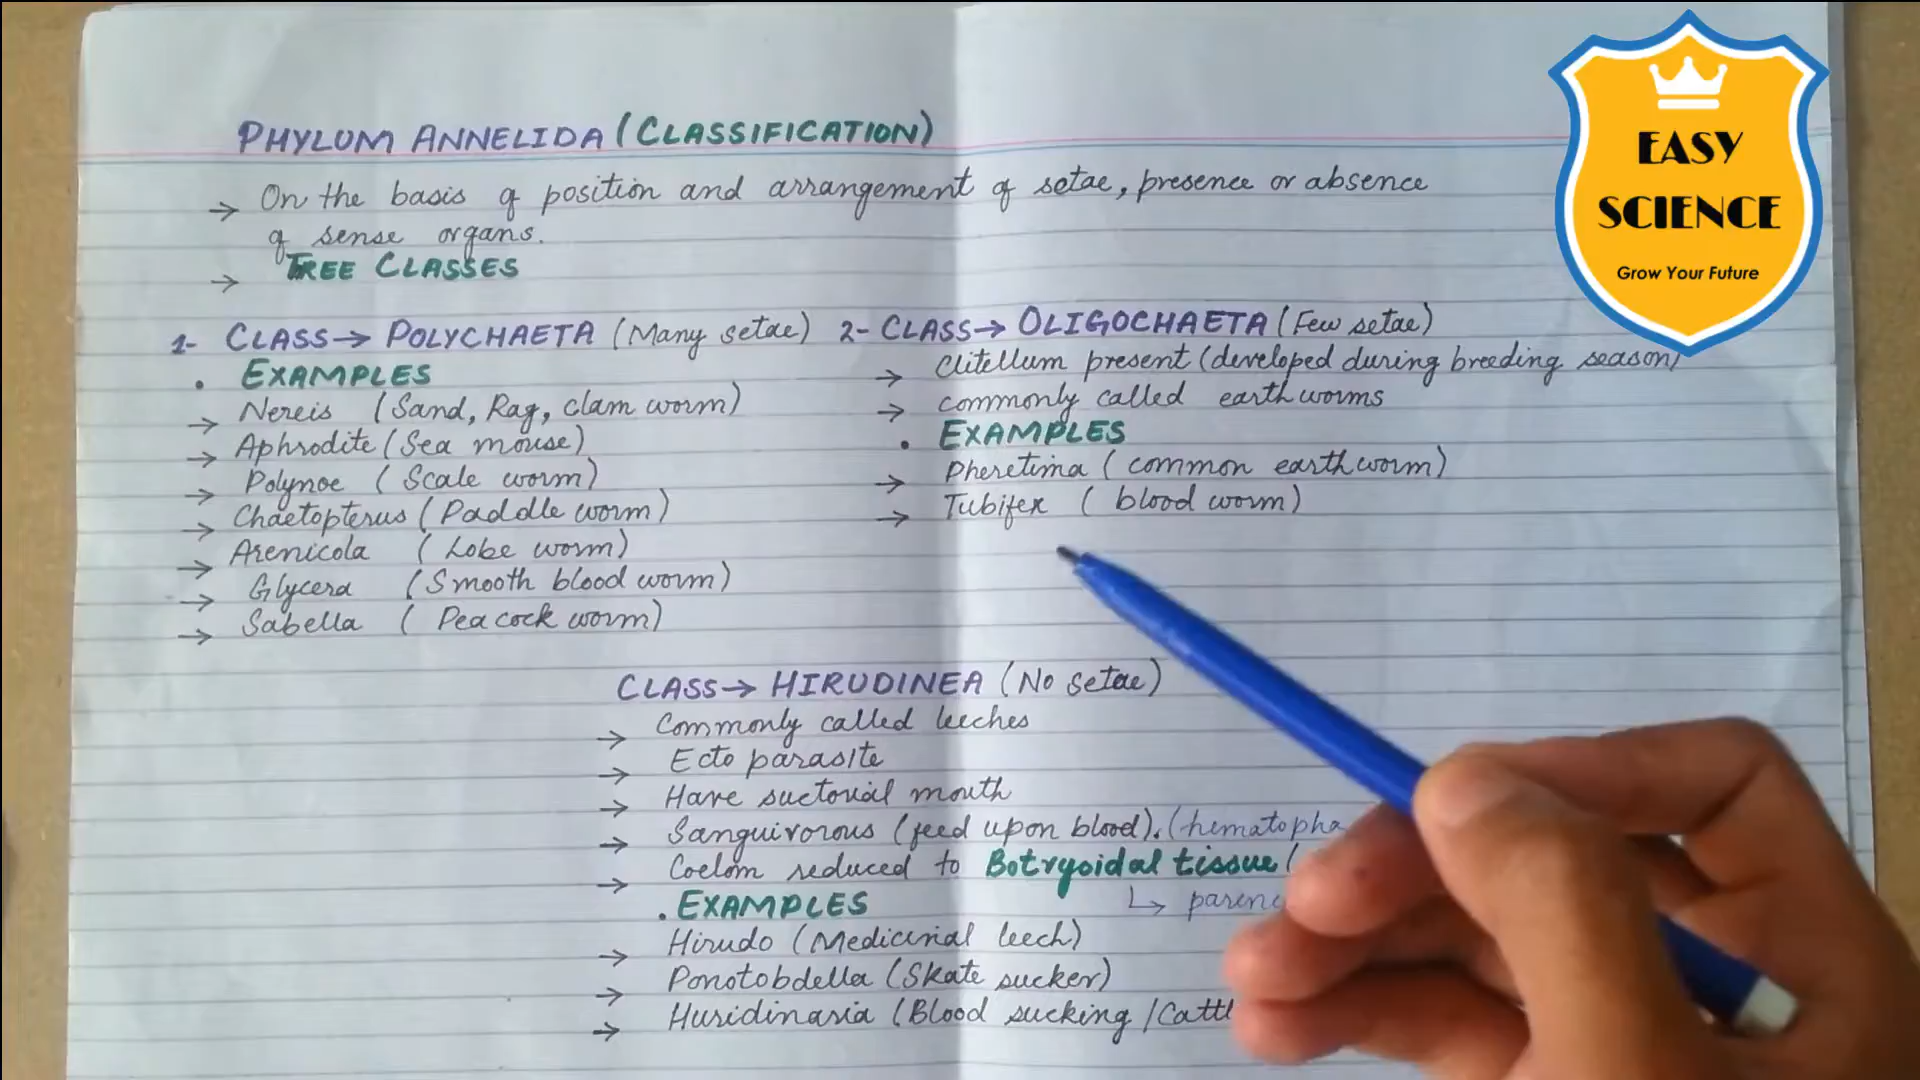 PHYLUM ANNELIDA (CLASSIFICATION)
→ On the basis of position and arrangement of setae, presence or absence
of sense organs.
→ TREE CLASSES
1- CLASS→ POLYCHAETA (Many setae)
. EXAMPLES
→ Nereis (Sand, Rag, clam worm)
→ Aphrodite (Sea mouse)
→ Polynoe (Scale worm)
→ Chaetopterus (Paddle worm)
→ Arenicola (Lobe worm)
→ Glycera (Smooth blood worm)
→ Sabella (Peacock worm)
2- CLASS→ OLIGOCHAETA (Few setae)
→ Clitellum present (developed during breeding season)
→ commonly called earthworms
. EXAMPLES
→ Pheretima (common earthworm)
→ Tubifex (blood worm)
CLASS→ HIRUDINEA (No setae)
→ Commonly called leeches
→ Ecto parasite
→ Have suctorial mouth
→ Sanguivorous (feed upon blood). (hematopha
→ Coelom reduced to Botryoidal tissue (
↳ parenc
. EXAMPLES
→ Hirudo (Medicinal leech)
→ Ponotobdella (Skate sucker)
→ Huridinaria (Blood sucking /Cattl
EASY
SCIENCE
Grow Your Future